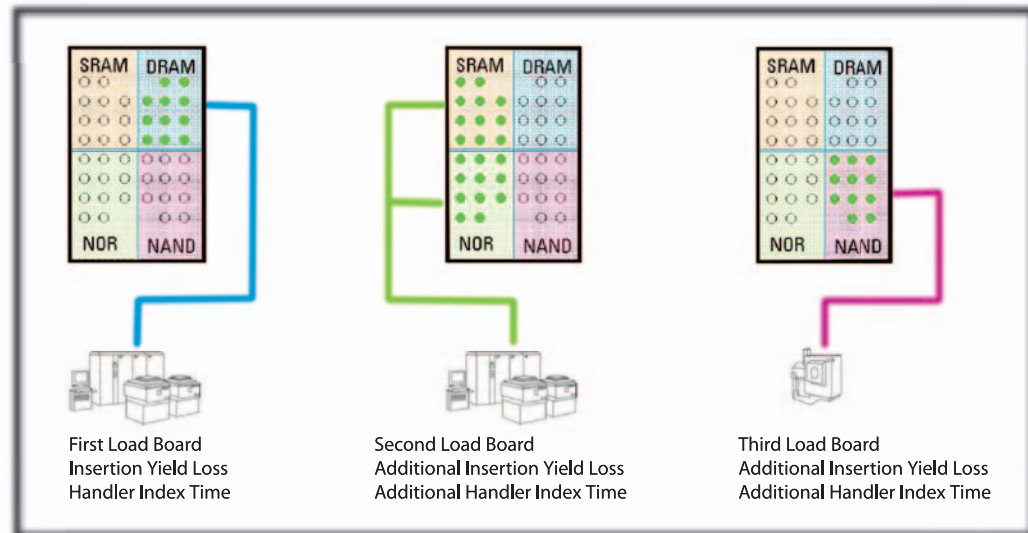 SRAM DRAM
NOR NAND
First Load Board
Insertion Yield Loss
Handler Index Time
SRAM DRAM
NOR NAND
Second Load Board
Additional Insertion Yield Loss
Additional Handler Index Time
SRAM DRAM
NOR NAND
Third Load Board
Additional Insertion Yield Loss
Additional Handler Index Time